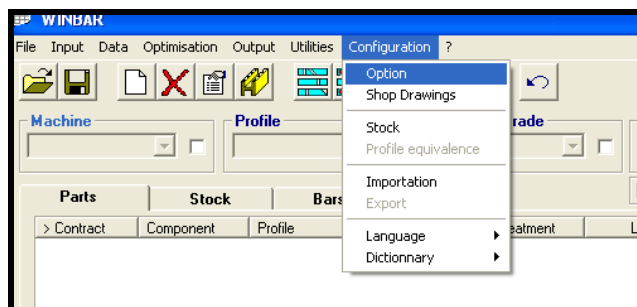 WINBAR
File Input Data Optimisation Output Utilities Configuration ?
Option
Shop Drawings
Stock
Profile equivalence
Importation
Export
Language
Dictionnary
Machine Profile rade
Parts Stock Bars
> Contract Component Profile eatment L